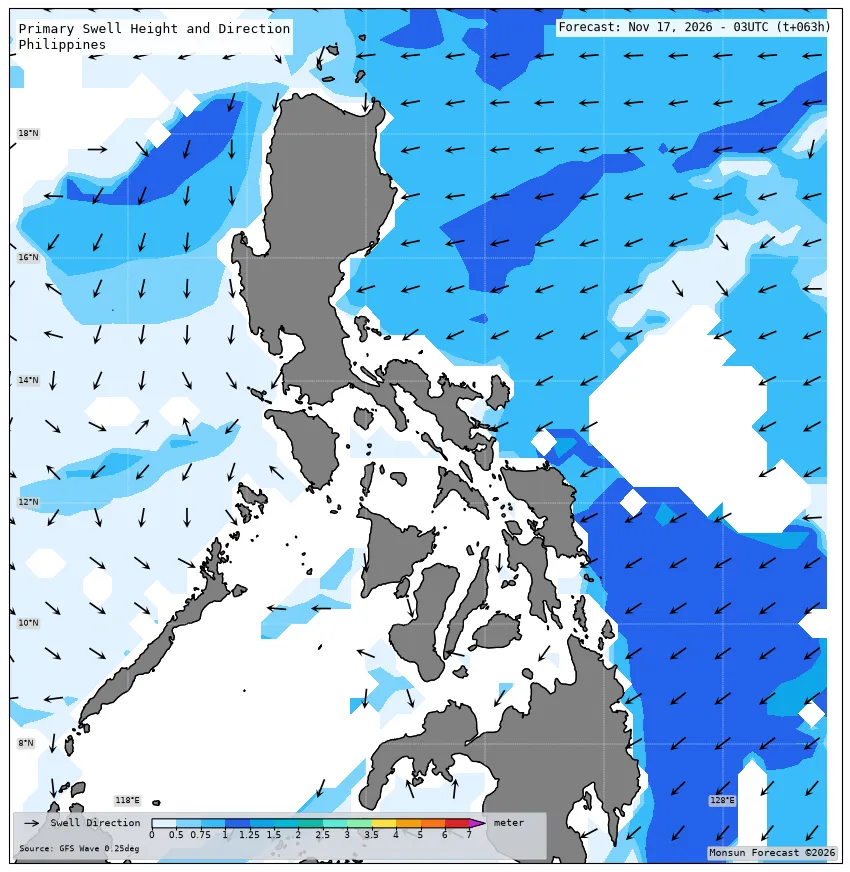 Primary Swell Height and Direction
Philippines
Forecast: Nov 17, 2026 - 03UTC (t+063h)
18°N
16°N
14°N
12°N
10°N
8°N
118°E
128°E
Swell Direction
0 0.5 0.75 1 1.25 1.5 2 2.5 3 3.5 4 5 6 7
meter
Source: GFS Wave 0.25deg
Monsun Forecast ©2026